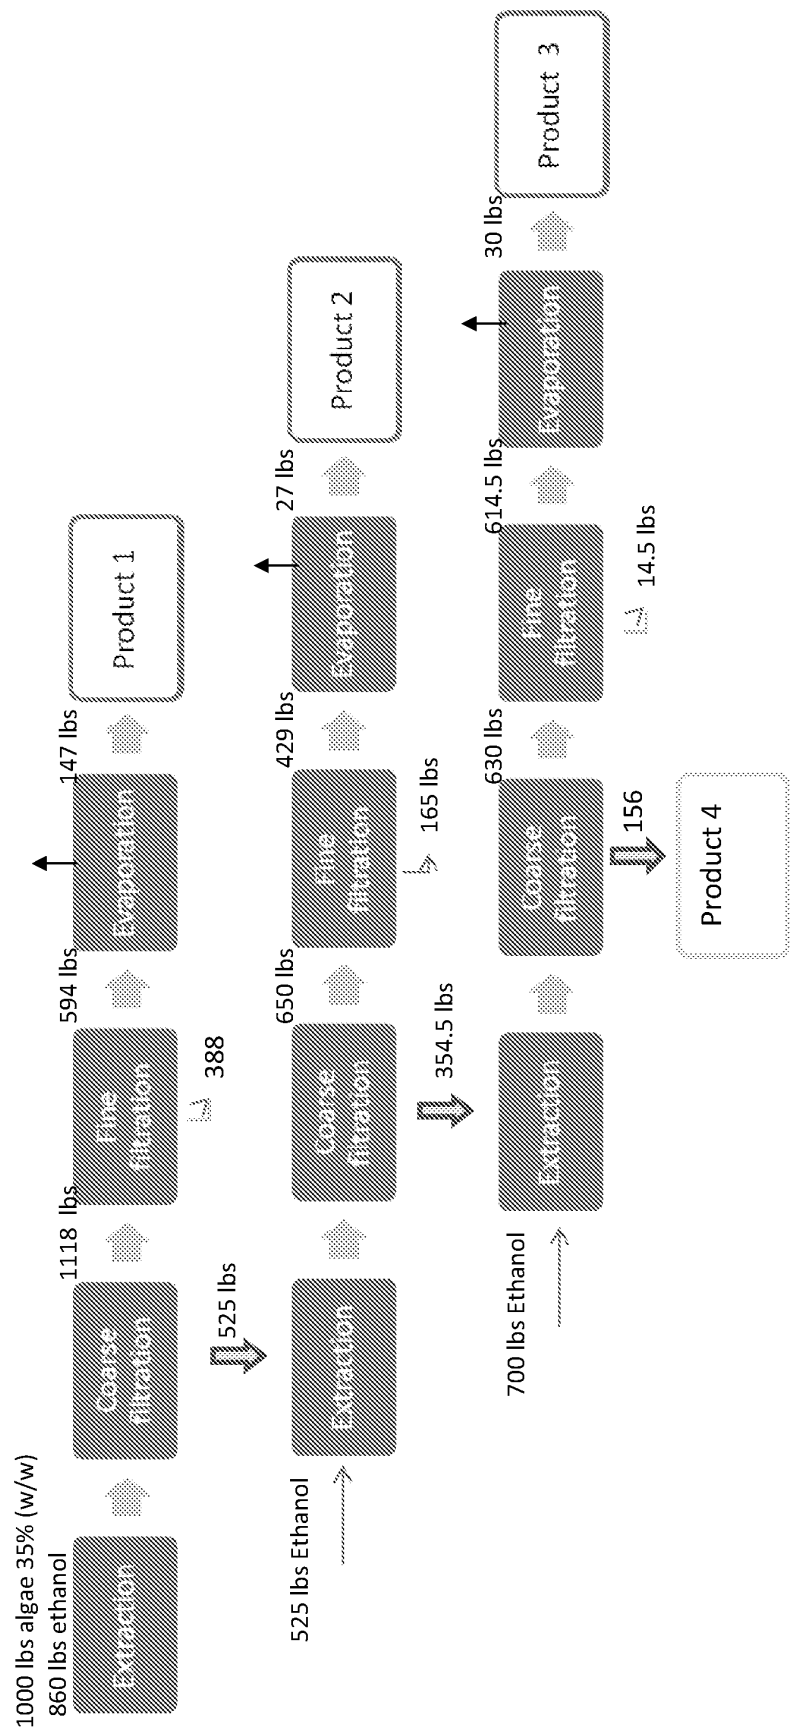 1000 lbs algae 35% (w/w)
860 lbs ethanol
Extraction
Coarse
filtration
1118 lbs
Fine
filtration
388
594 lbs
Evaporation
147 lbs
Product 1
525 lbs
525 lbs Ethanol
Extraction
Coarse
filtration
650 lbs
Fine
filtration
165 lbs
429 lbs
Evaporation
27 lbs
Product 2
354.5 lbs
700 lbs Ethanol
Extraction
Coarse
filtration
630 lbs
Fine
filtration
14.5 lbs
614.5 lbs
Evaporation
30 lbs
Product 3
156
Product 4